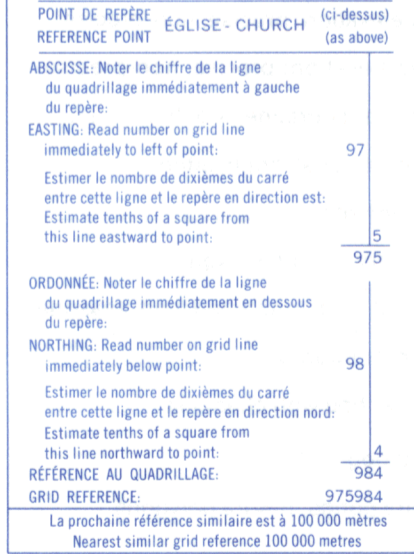 POINT DE REPÈRE
REFERENCE POINT
ÉGLISE - CHURCH
(ci-dessus)
(as above)
ABSCISSE: Noter le chiffre de la ligne
du quadrillage immédiatement à gauche
du repère:
EASTING: Read number on grid line
immediately to left of point: 97
Estimer le nombre de dixièmes du carré
entre cette ligne et le repère en direction est:
Estimate tenths of a square from
this line eastward to point: 5
975
ORDONNÉE: Noter le chiffre de la ligne
du quadrillage immédiatement en dessous
du repère:
NORTHING: Read number on grid line
immediately below point: 98
Estimer le nombre de dixièmes du carré
entre cette ligne et le repère en direction nord:
Estimate tenths of a square from
this line northward to point: 4
RÉFÉRENCE AU QUADRILLAGE: 984
GRID REFERENCE: 975984
La prochaine référence similaire est à 100 000 mètres
Nearest similar grid reference 100 000 metres